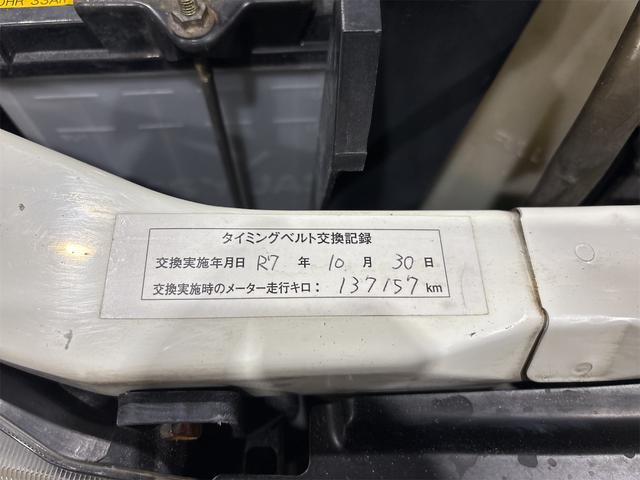 タイミングベルト交換記録
交換実施年月日 R7 年 10 月 30 日
交換実施時のメーター走行キロ： 137157 km